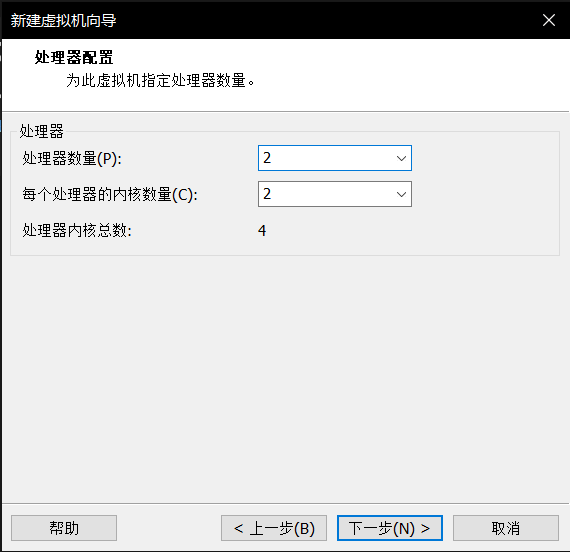 新建虚拟机向导
处理器配置
为此虚拟机指定处理器数量。
处理器
处理器数量(P): 2
每个处理器的内核数量(C): 2
处理器内核总数: 4
帮助 < 上一步(B) 下一步(N) > 取消